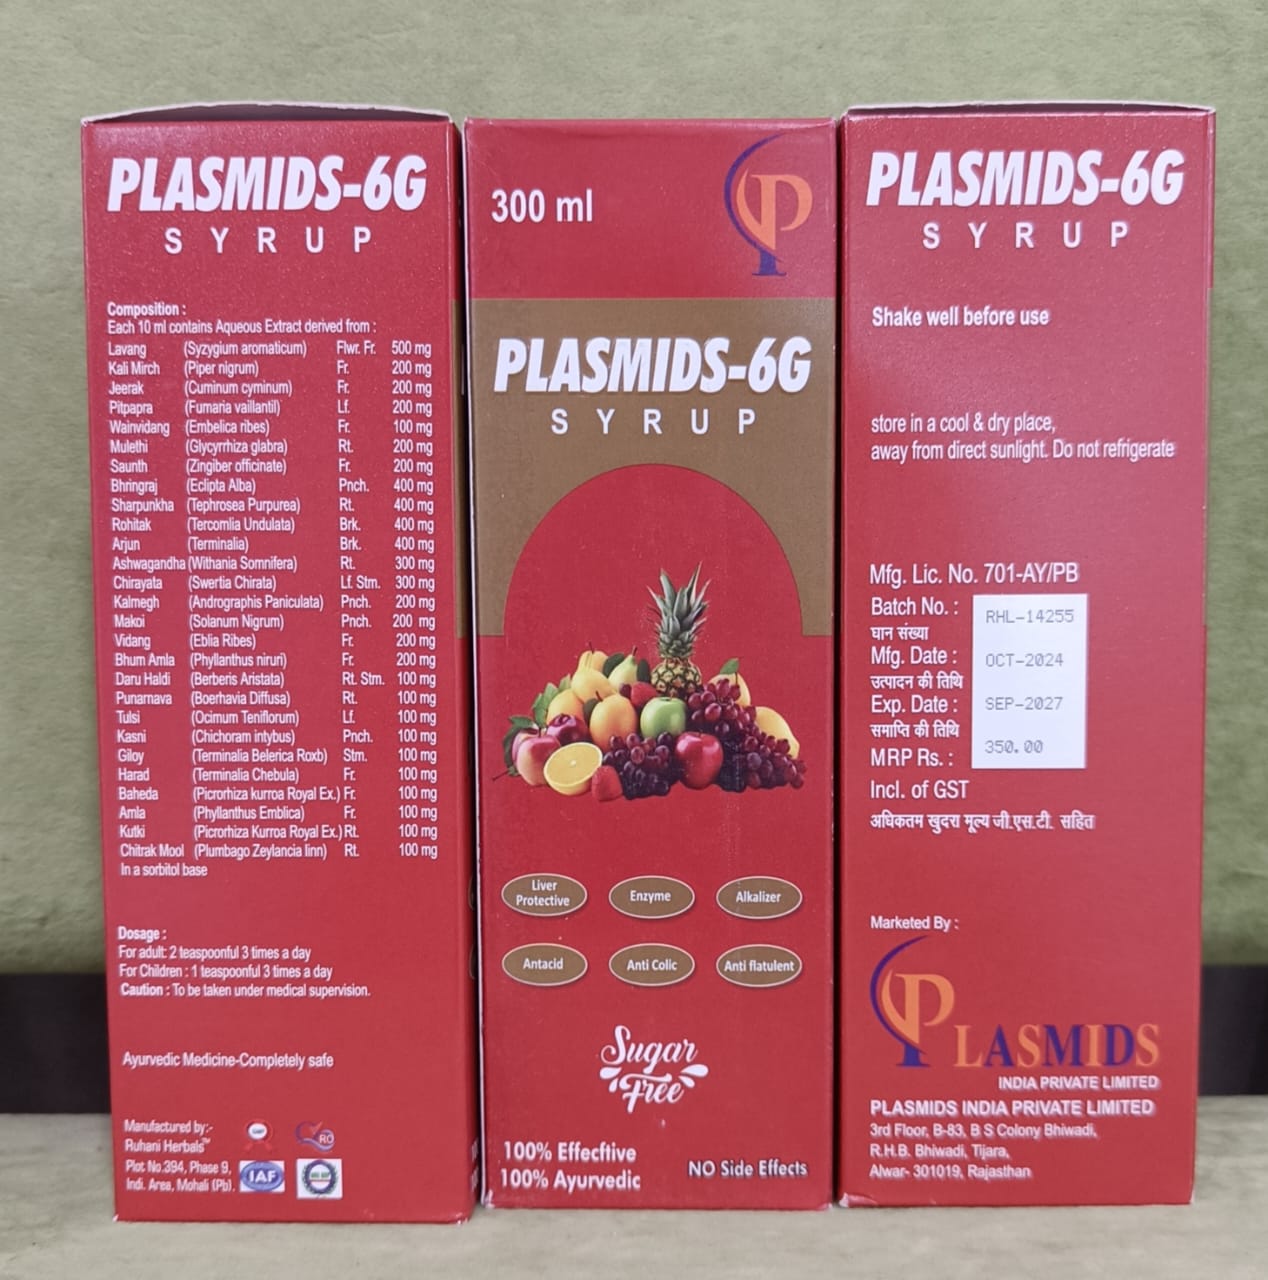 PLASMIDS-6G
SYRUP
Composition :
Each 10 ml contains Aqueous Extract derived from :
Lavang (Syzygium aromaticum) Flwr. Fr. 500 mg
Kali Mirch (Piper nigrum) Fr. 200 mg
Jeerak (Cuminum cyminum) Fr. 200 mg
Pitpapra (Fumaria vaillantil) Lf. 200 mg
Wainvidang (Embelica ribes) Fr. 100 mg
Mulethi (Glycyrrhiza glabra) Rt. 200 mg
Saunth (Zingiber officinate) Fr. 200 mg
Bhringraj (Eclipta Alba) Pnch. 400 mg
Sharpunkha (Tephrosea Purpurea) Rt. 400 mg
Rohitak (Tercomlia Undulata) Brk. 400 mg
Arjun (Terminalia) Brk. 400 mg
Ashwagandha (Withania Somnifera) Rt. 300 mg
Chirayata (Swertia Chirata) Lf. Stm. 300 mg
Kalmegh (Andrographis Paniculata) Pnch. 200 mg
Makoi (Solanum Nigrum) Pnch. 200 mg
Vidang (Eblia Ribes) Fr. 200 mg
Bhum Amla (Phyllanthus niruri) Fr. 200 mg
Daru Haldi (Berberis Aristata) Rt. Stm. 100 mg
Punarnava (Boerhavia Diffusa) Rt. 100 mg
Tulsi (Ocimum Teniflorum) Lf. 100 mg
Kasni (Chichoram intybus) Pnch. 100 mg
Giloy (Terminalia Belerica Roxb) Stm. 100 mg
Harad (Terminalia Chebula) Fr. 100 mg
Baheda (Picrorhiza kurroa Royal Ex.) Fr. 100 mg
Amla (Phyllanthus Emblica) Fr. 100 mg
Kutki (Picrorhiza Kurroa Royal Ex.) Rt. 100 mg
Chitrak Mool (Plumbago Zeylancia linn) Rt. 100 mg
In a sorbitol base
Dosage :
For adult: 2 teaspoonful 3 times a day
For Children : 1 teaspoonful 3 times a day
Caution : To be taken under medical supervision.
Ayurvedic Medicine-Completely safe
Manufactured by:-
Ruhani Herbals™
Plot No.394, Phase 9,
Indi. Area, Mohali (Pb).
RO
IAF
300 ml
P
PLASMIDS-6G
SYRUP
Liver
Protective
Enzyme
Alkalizer
Antacid
Anti Colic
Anti flatulent
Sugar
Free
100% Effecftive
100% Ayurvedic
NO Side Effects
PLASMIDS-6G
SYRUP
Shake well before use
store in a cool & dry place,
away from direct sunlight. Do not refrigerate
Mfg. Lic. No. 701-AY/PB
Batch No. : RHL-14255
घान संख्या
Mfg. Date : OCT-2024
उत्पादन की तिथि
Exp. Date : SEP-2027
समाप्ति की तिथि
MRP Rs. : 350.00
Incl. of GST
अधिकतम खुदरा मूल्य जी.एस.टी. सहित
Marketed By :
PLASMIDS
INDIA PRIVATE LIMITED
PLASMIDS INDIA PRIVATE LIMITED
3rd Floor, B-83, B S Colony Bhiwadi,
R.H.B. Bhiwadi, Tijara,
Alwar- 301019, Rajasthan